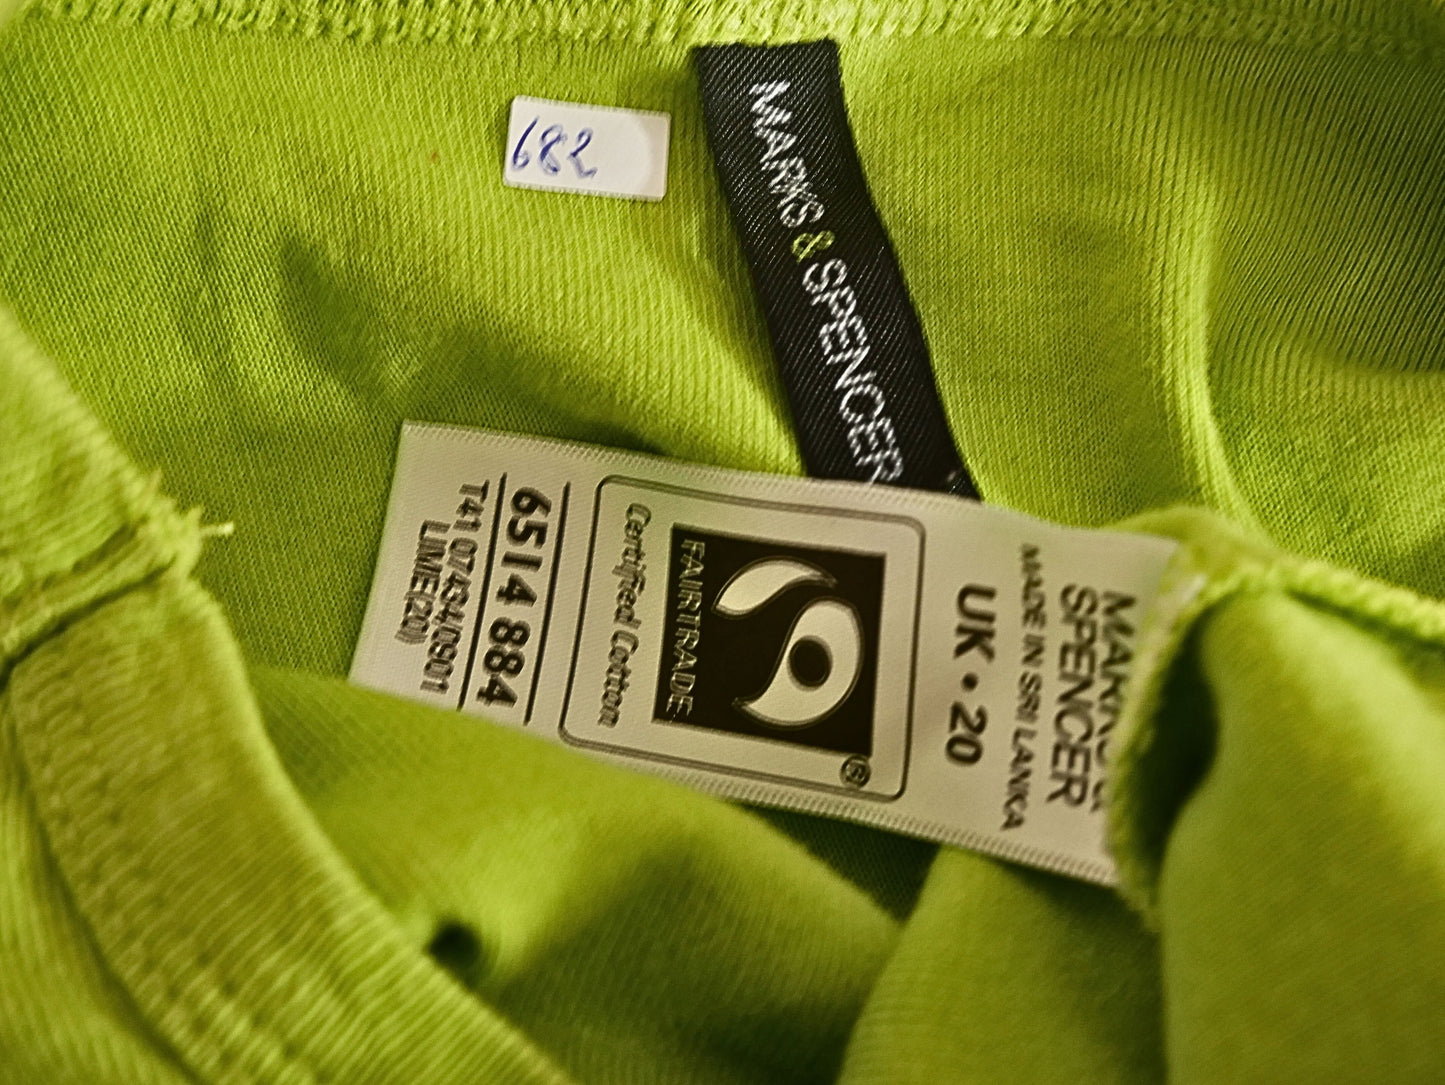 682
MARKS & SPENCER
MARKS &
SPENCER
MADE IN SRI LANKA
UK • 20
FAIRTRADE
®
Certified Cotton
6514 884
T41 07434/0901
LIME(20)